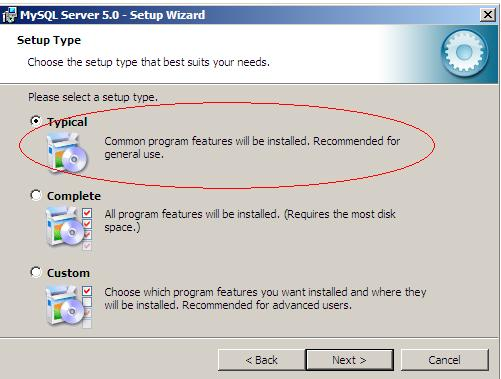 MySQL Server 5.0 - Setup Wizard
Setup Type
Choose the setup type that best suits your needs.
Please select a setup type.
Typical
Common program features will be installed. Recommended for
general use.
Complete
All program features will be installed. (Requires the most disk
space.)
Custom
Choose which program features you want installed and where they
will be installed. Recommended for advanced users.
< Back
Next >
Cancel